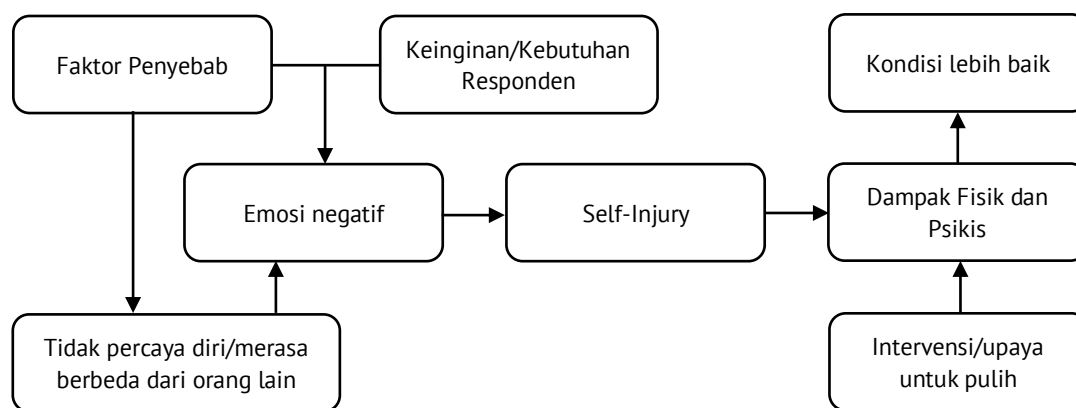 Faktor Penyebab
Keinginan/Kebutuhan
Responden
Kondisi lebih baik
Emosi negatif
Self-Injury
Dampak Fisik dan
Psikis
Tidak percaya diri/merasa
berbeda dari orang lain
Intervensi/upaya
untuk pulih